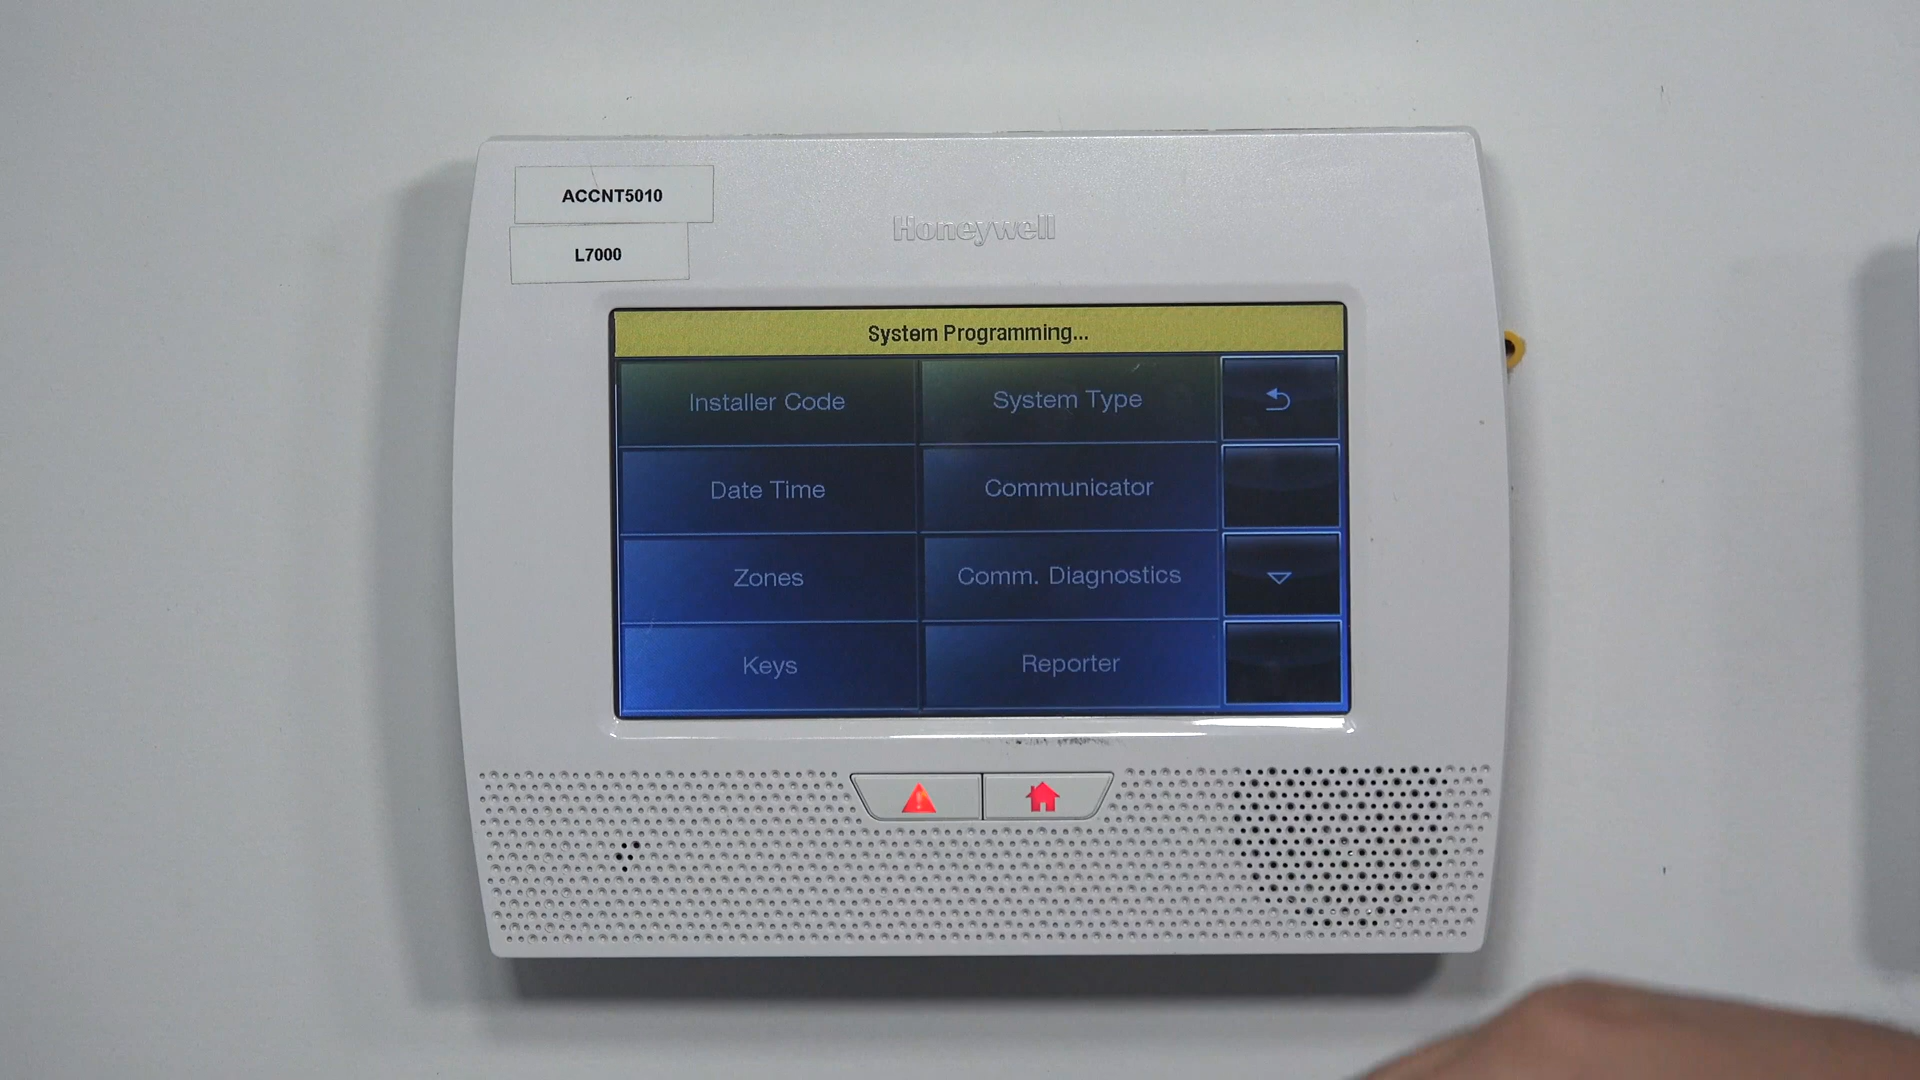 ACCNT5010
L7000
Honeywell
System Programming...
Installer Code
System Type
Date Time
Communicator
Zones
Comm. Diagnostics
Keys
Reporter